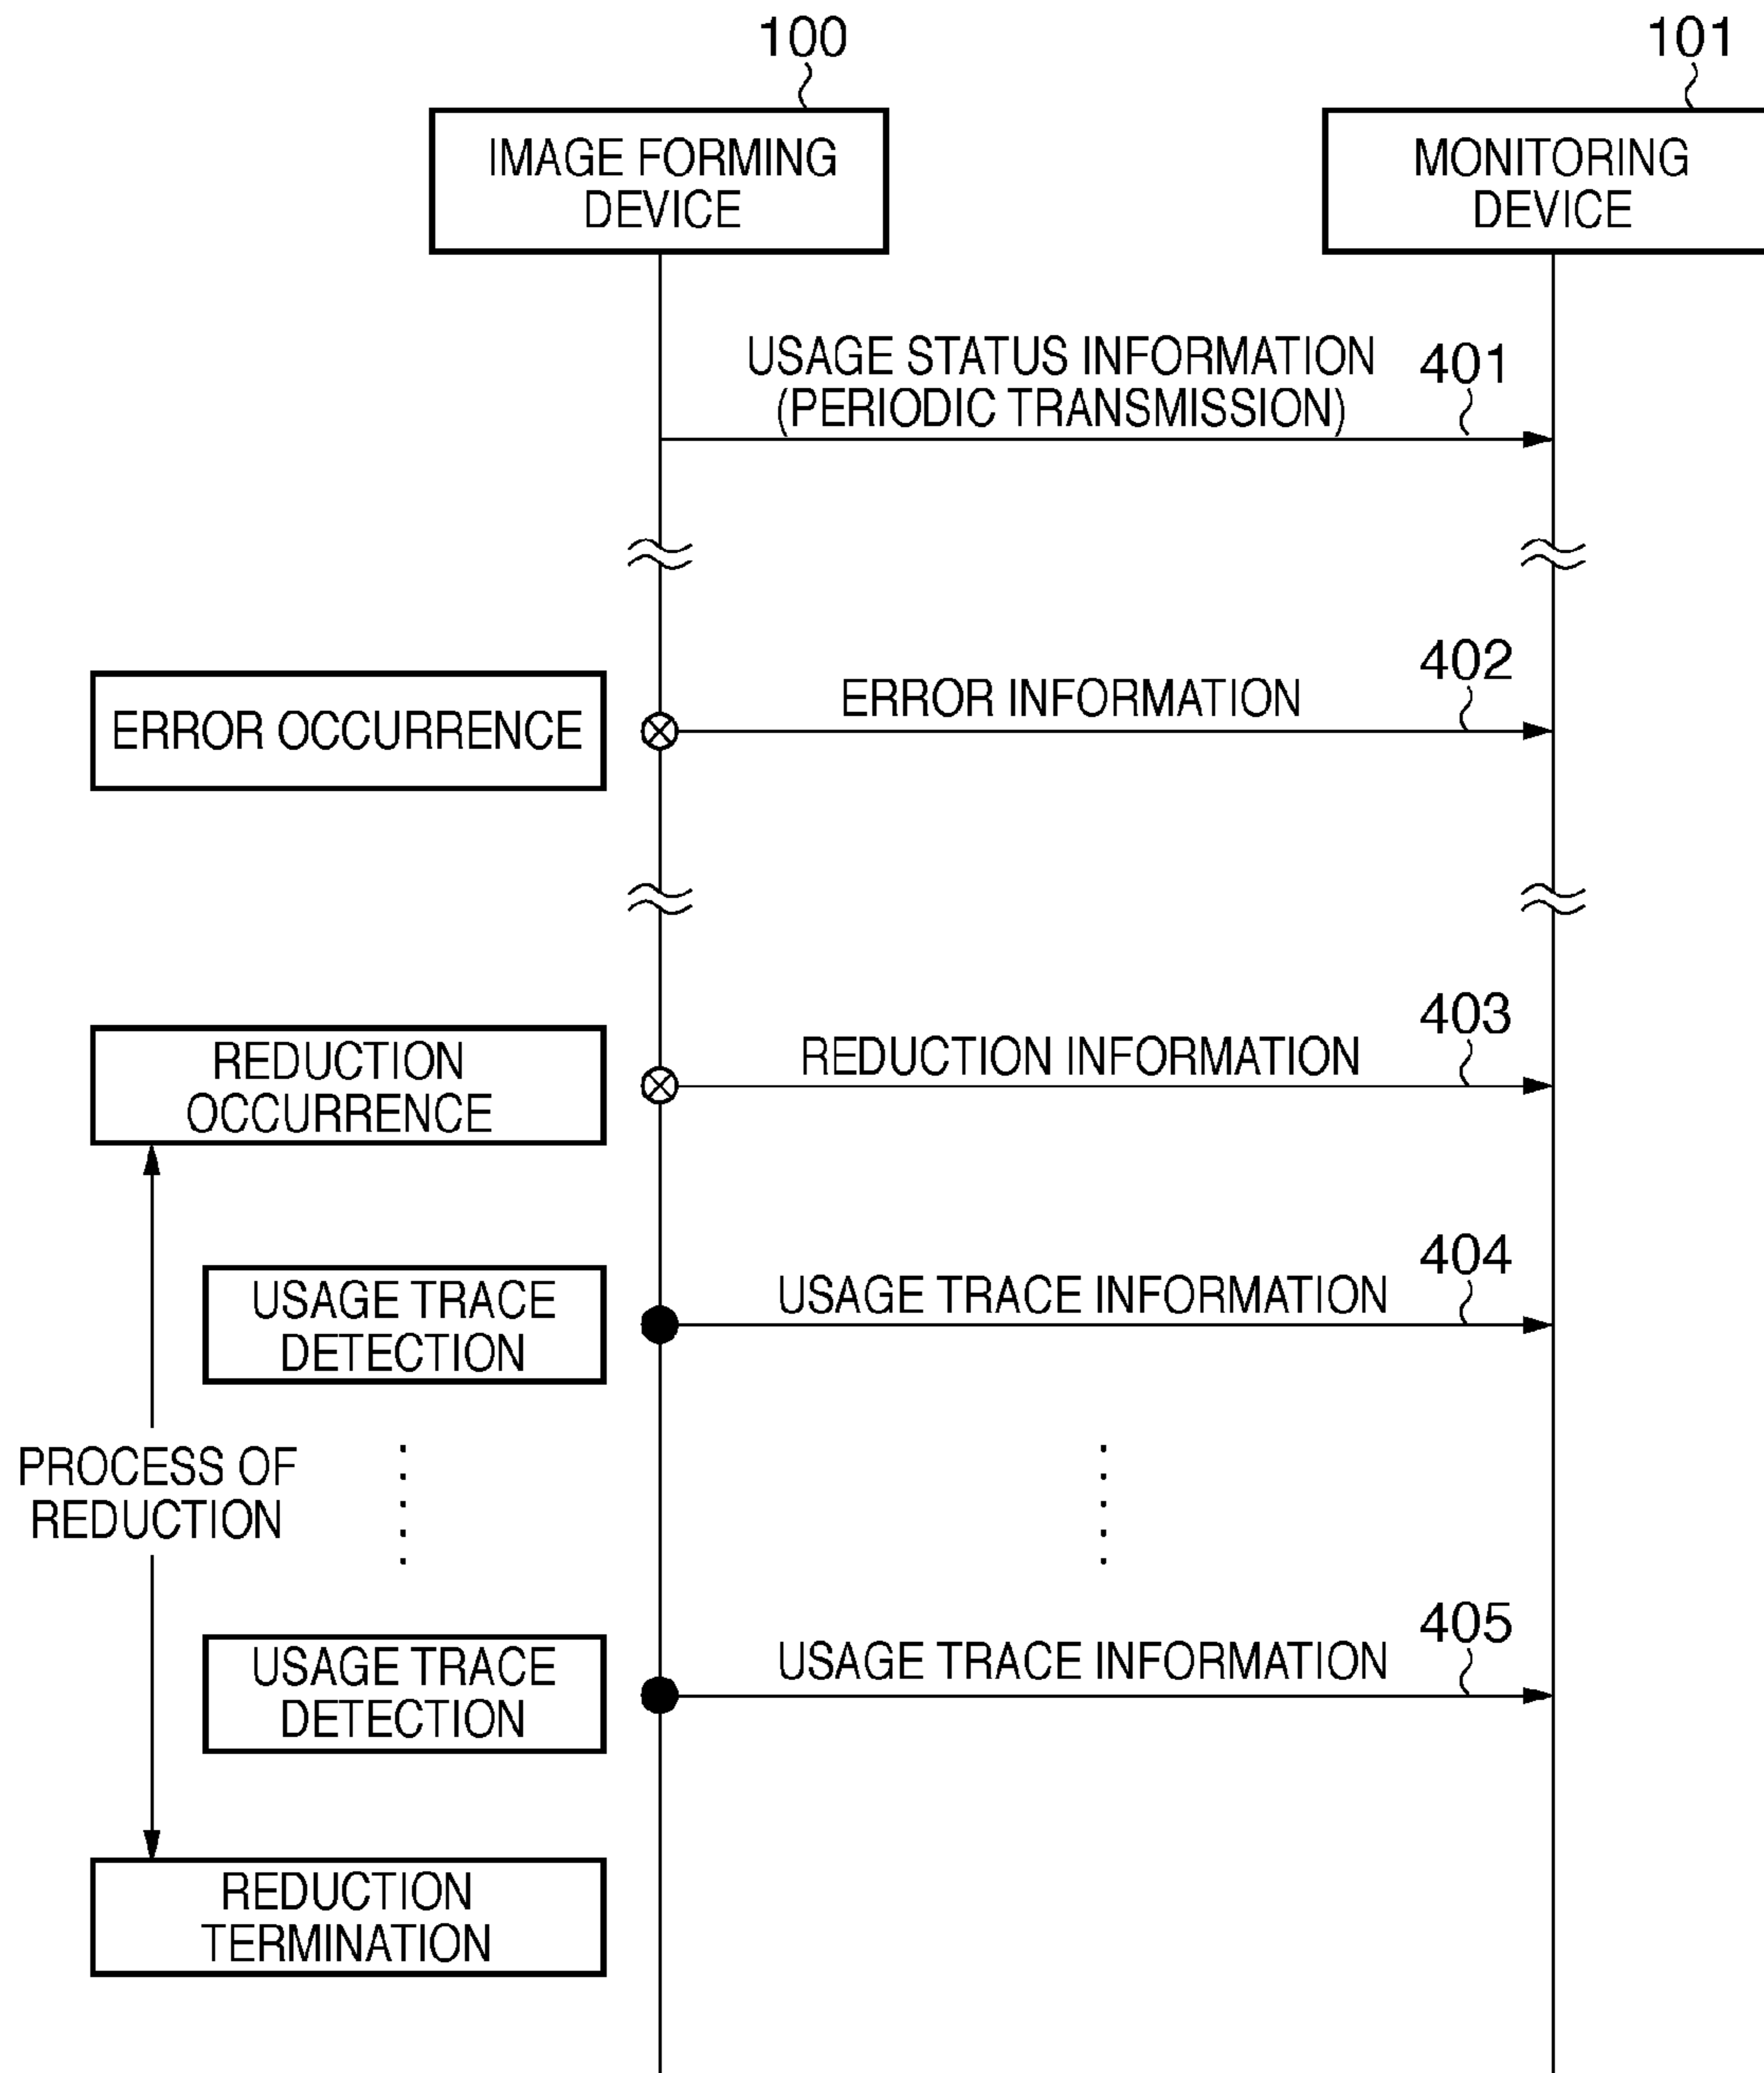 100
101
IMAGE FORMING
DEVICE
MONITORING
DEVICE
USAGE STATUS INFORMATION
(PERIODIC TRANSMISSION)
401
ERROR OCCURRENCE
ERROR INFORMATION
402
REDUCTION
OCCURRENCE
REDUCTION INFORMATION
403
USAGE TRACE
DETECTION
USAGE TRACE INFORMATION
404
PROCESS OF
REDUCTION
USAGE TRACE
DETECTION
USAGE TRACE INFORMATION
405
REDUCTION
TERMINATION